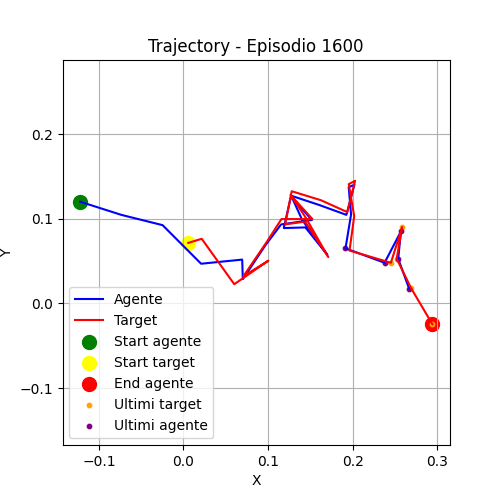 Trajectory - Episodio 1600
Y
0.2
0.1
0.0
−0.1
Agente
Target
Start agente
Start target
End agente
Ultimi target
Ultimi agente
−0.1
0.0
0.1
0.2
0.3
X